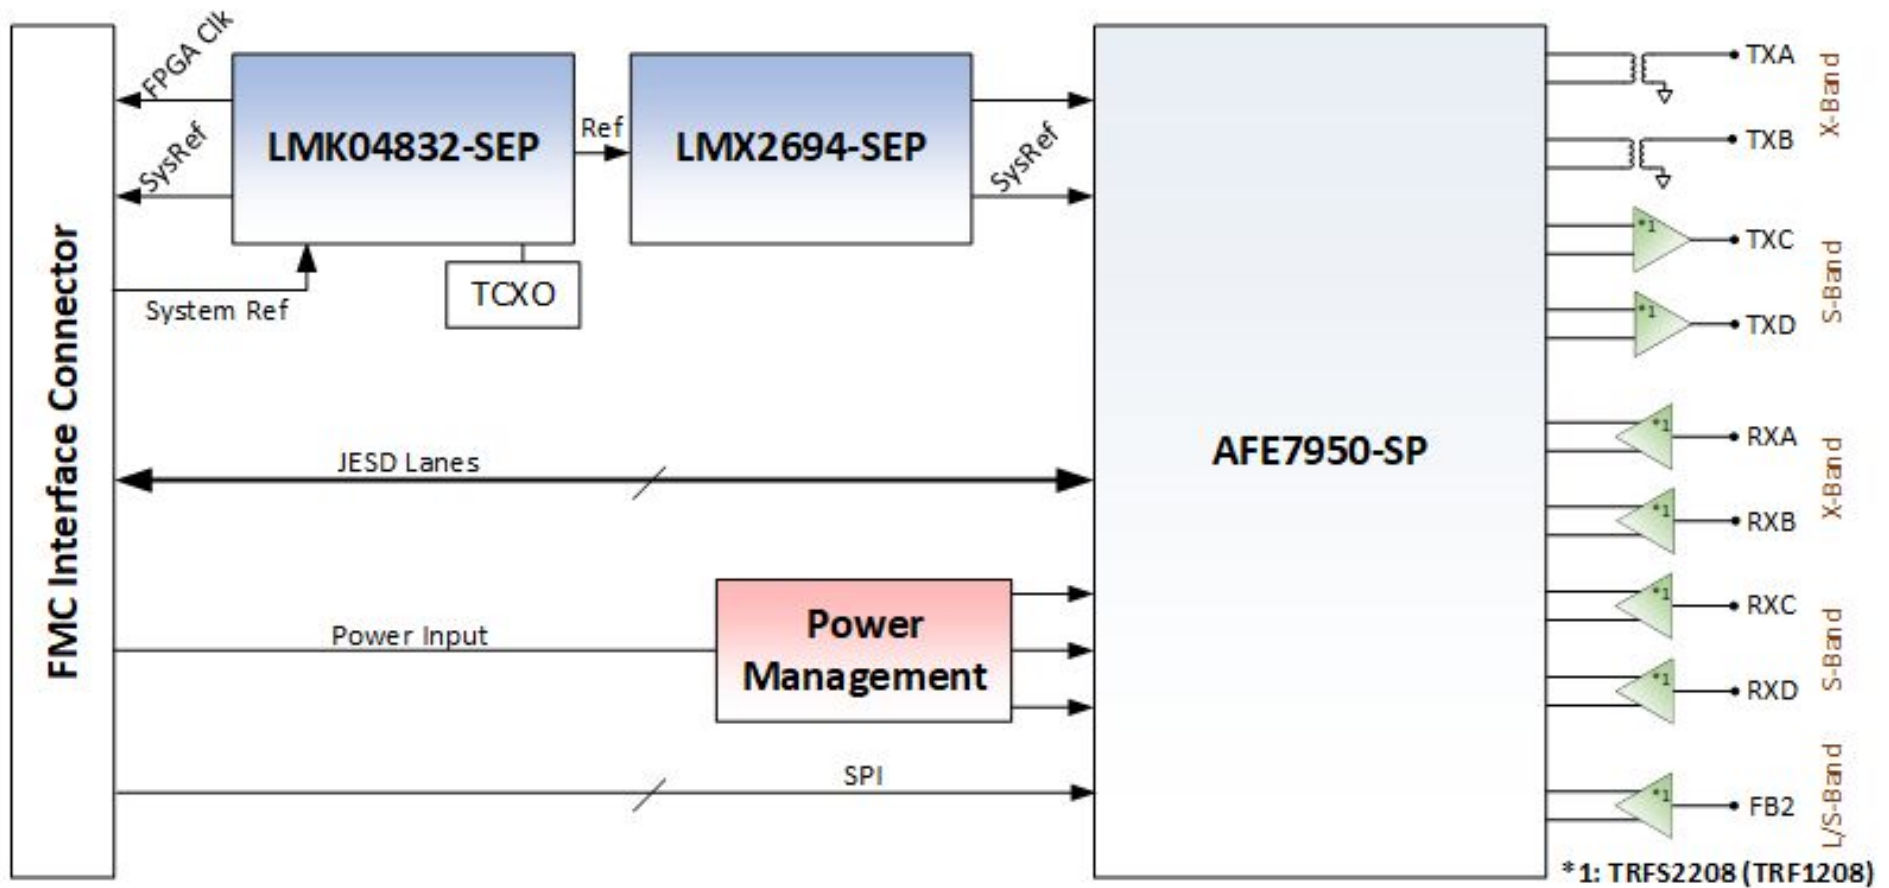 FMC Interface Connector
FPGA Clk
SysRef
System Ref
LMK04832-SEP
TCXO
Ref
LMX2694-SEP
SysRef
JESD Lanes
Power Input
Power
Management
SPI
AFE7950-SP
TXA
TXB
X-Band
*1
TXC
*1
TXD
S-Band
*1
RXA
*1
RXB
X-Band
*1
RXC
*1
RXD
S-Band
*1
FB2
L/S-Band
*1: TRFS2208 (TRF1208)